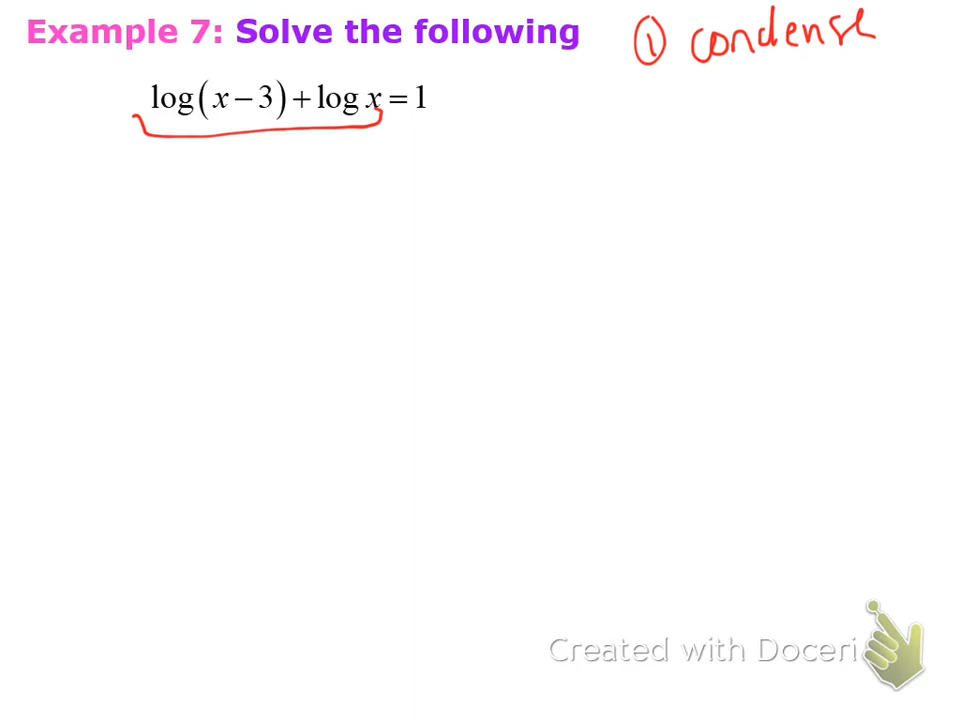 Example 7: Solve the following
① condense
log(x − 3) + log x = 1
Created with Doceri